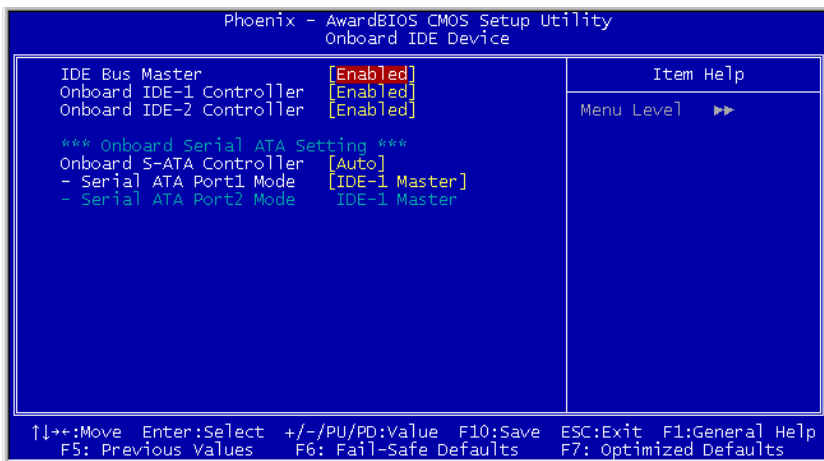 Phoenix - AwardBIOS CMOS Setup Utility
Onboard IDE Device
IDE Bus Master [Enabled]
Onboard IDE-1 Controller [Enabled]
Onboard IDE-2 Controller [Enabled]
*** Onboard Serial ATA Setting ***
Onboard S-ATA Controller [Auto]
- Serial ATA Port1 Mode [IDE-1 Master]
- Serial ATA Port2 Mode IDE-1 Master
Item Help
Menu Level ▶▶
↑↓→←:Move Enter:Select +/-/PU/PD:Value F10:Save ESC:Exit F1:General Help
F5: Previous Values F6: Fail-Safe Defaults F7: Optimized Defaults